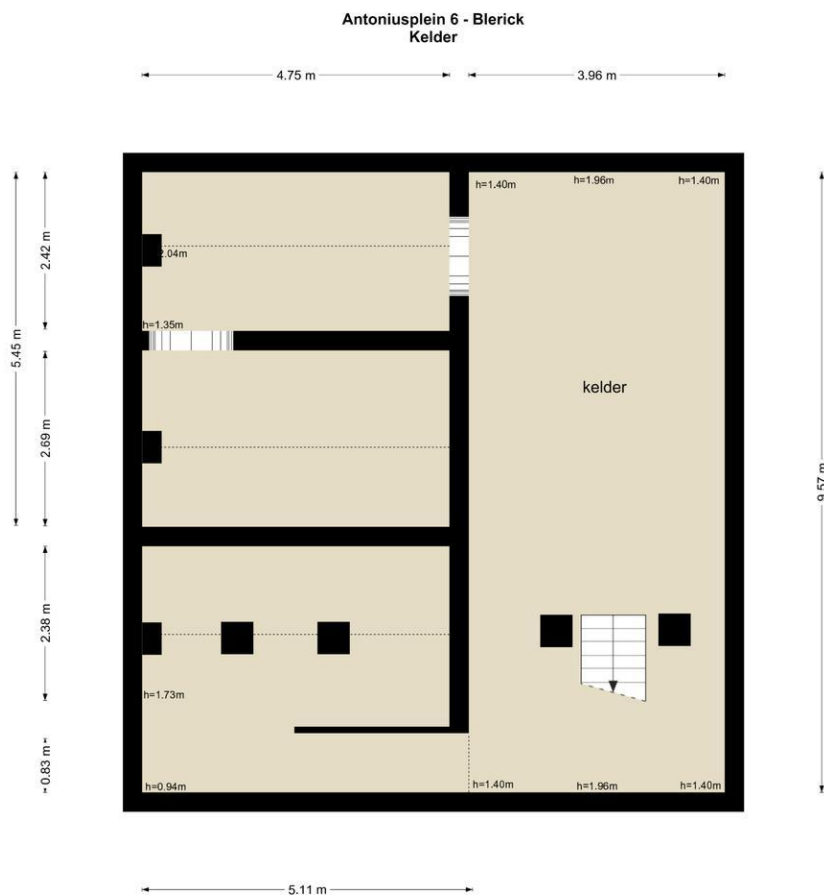 Antoniusplein 6 - Blerick
Kelder
4.75 m
3.96 m
h=1.40m
h=1.96m
h=1.40m
2.42 m
2.04m
h=1.35m
5.45 m
kelder
2.69 m
9.57 m
2.38 m
h=1.73m
0.83 m
h=0.94m
h=1.40m
h=1.96m
h=1.40m
5.11 m